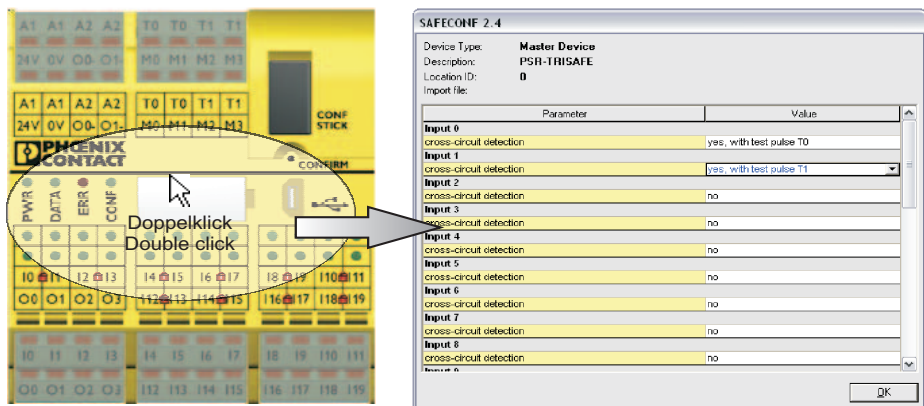 A1 A1 A2 A2 T0 T0 T1 T1
24V 0V O0- O1- M0 M1 M2 M3
A1 A1 A2 A2 T0 T0 T1 T1
24V 0V O0- O1- M0 M1 M2 M3
CONF
STICK
PHŒNIX
CONTACT
CONFIRM
PWR
DATA
ERR
CONF
Doppelklick
Double click
I0 I1 I2 I3 I4 I5 I6 I7 I8 I9 I10 I11
O0 O1 O2 O3 I12 I13 I14 I15 I16 I17 I18 I19
I0 I1 I2 I3 I4 I5 I6 I7 I8 I9 I10 I11
O0 O1 O2 O3 I12 I13 I14 I15 I16 I17 I18 I19
SAFECONF 2.4
Device Type: Master Device
Description: PSR-TRISAFE
Location ID: 0
Import file:
Parameter Value
Input 0
cross-circuit detection yes, with test pulse T0
Input 1
cross-circuit detection yes, with test pulse T1
Input 2
cross-circuit detection no
Input 3
cross-circuit detection no
Input 4
cross-circuit detection no
Input 5
cross-circuit detection no
Input 6
cross-circuit detection no
Input 7
cross-circuit detection no
Input 8
cross-circuit detection no
OK